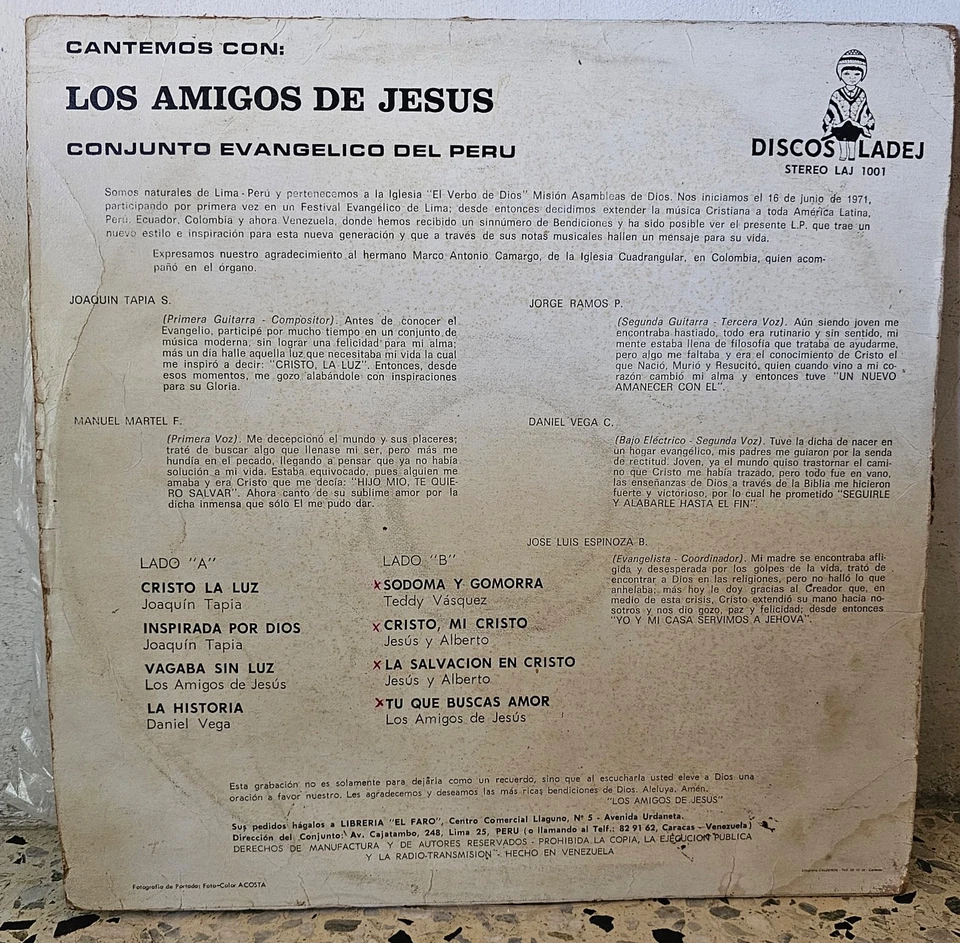 CANTEMOS CON:
LOS AMIGOS DE JESUS
CONJUNTO EVANGELICO DEL PERU
DISCOS LADEJ
STEREO LAJ 1001
Somos naturales de Lima-Perú y pertenecemos a la Iglesia "El Verbo de Dios" Misión Asambleas de Dios. Nos iniciamos el 16 de Junio de 1971,
participando por primera vez en un Festival Evangélico de Lima; desde entonces decidimos extender la música Cristiana a toda América Latina,
Perú, Ecuador, Colombia y ahora Venezuela, donde hemos recibido un sinnúmero de Bendiciones y ha sido posible ver el presente L.P. que trae un
nuevo estilo e inspiración para esta nueva generación y que a través de sus notas musicales hallen un mensaje para su vida.
Expresamos nuestro agradecimiento al hermano Marco Antonio Camargo, de la Iglesia Cuadrangular, en Colombia, quien acom-
pañó en el órgano.
JOAQUIN TAPIA S.
(Primera Guitarra - Compositor). Antes de conocer el
Evangelio, participé por mucho tiempo en un conjunto de
música moderna, sin lograr una felicidad para mi alma;
más un día halle aquella luz que necesitaba mi vida la cual
me inspiró a decir: "CRISTO, LA LUZ". Entonces, desde
esos momentos, me gozo alabándole con inspiraciones
para su Gloria.
JORGE RAMOS P.
(Segunda Guitarra - Tercera Voz). Aún siendo joven me
encontraba hastiado, todo era rutinario y sin sentido, mi
mente estaba llena de filosofía que trataba de ayudarme,
pero algo me faltaba y era el conocimiento de Cristo el
que Nació, Murió y Resucitó, quien cuando vino a mi co-
razón cambió mi alma y entonces tuve "UN NUEVO
AMANECER CON EL".
MANUEL MARTEL F.
(Primera Voz). Me decepcionó el mundo y sus placeres;
traté de buscar algo que llenase mi ser, pero más me
hundía en el pecado, llegando a pensar que ya no había
solución a mi vida. Estaba equivocado, pues alguien me
amaba y era Cristo que me decía: "HIJO MIO, TE QUIE-
RO SALVAR". Ahora canto de su sublime amor por la
dicha inmensa que sólo El me pudo dar.
DANIEL VEGA C.
(Bajo Eléctrico - Segunda Voz). Tuve la dicha de nacer en
un hogar evangélico, mis padres me guiaron por la senda
de rectitud. Joven, ya el mundo quiso trastornar el cami-
no que Cristo me había trazado, pero todo fue en vano,
las enseñanzas de Dios a través de la Biblia me hicieron
fuerte y victorioso, por lo cual he prometido "SEGUIRLE
Y ALABARLE HASTA EL FIN".
JOSE LUIS ESPINOZA B.
(Evangelista - Coordinador). Mi madre se encontraba afli-
gida y desesperada por los golpes de la vida, trató de
encontrar a Dios en las religiones, pero no halló lo que
anhelaba; más hoy le doy gracias al Creador que, en
medio de esta crisis, Cristo extendió su mano hacia no-
sotros y nos dio gozo, paz y felicidad; desde entonces
"YO Y MI CASA SERVIMOS A JEHOVA".
LADO "A"
CRISTO LA LUZ
Joaquín Tapia
INSPIRADA POR DIOS
Joaquín Tapia
VAGABA SIN LUZ
Los Amigos de Jesús
LA HISTORIA
Daniel Vega
LADO "B"
x SODOMA Y GOMORRA
Teddy Vásquez
x CRISTO, MI CRISTO
Jesús y Alberto
x LA SALVACION EN CRISTO
Jesús y Alberto
x TU QUE BUSCAS AMOR
Los Amigos de Jesús
Esta grabación no es solamente para dejarla como un recuerdo, sino que al escucharla usted eleve a Dios una
oración a favor nuestro. Les agradecemos y deseamos las más ricas bendiciones de Dios. Aleluya. Amén.
"LOS AMIGOS DE JESUS"
Sus pedidos hágalos a LIBRERIA "EL FARO", Centro Comercial Llaguno, Nº 5 - Avenida Urdaneta.
Dirección del Conjunto: Av. Cajatambo, 248, Lima 25, PERU (o llamando al Telf.: 82 91 62, Caracas - Venezuela)
DERECHOS DE MANUFACTURA Y DE AUTORES RESERVADOS - PROHIBIDA LA COPIA, LA EJECUCION PUBLICA
Y LA RADIO-TRANSMISION - HECHO EN VENEZUELA
Fotografía de Portada: Foto-Color ACOSTA